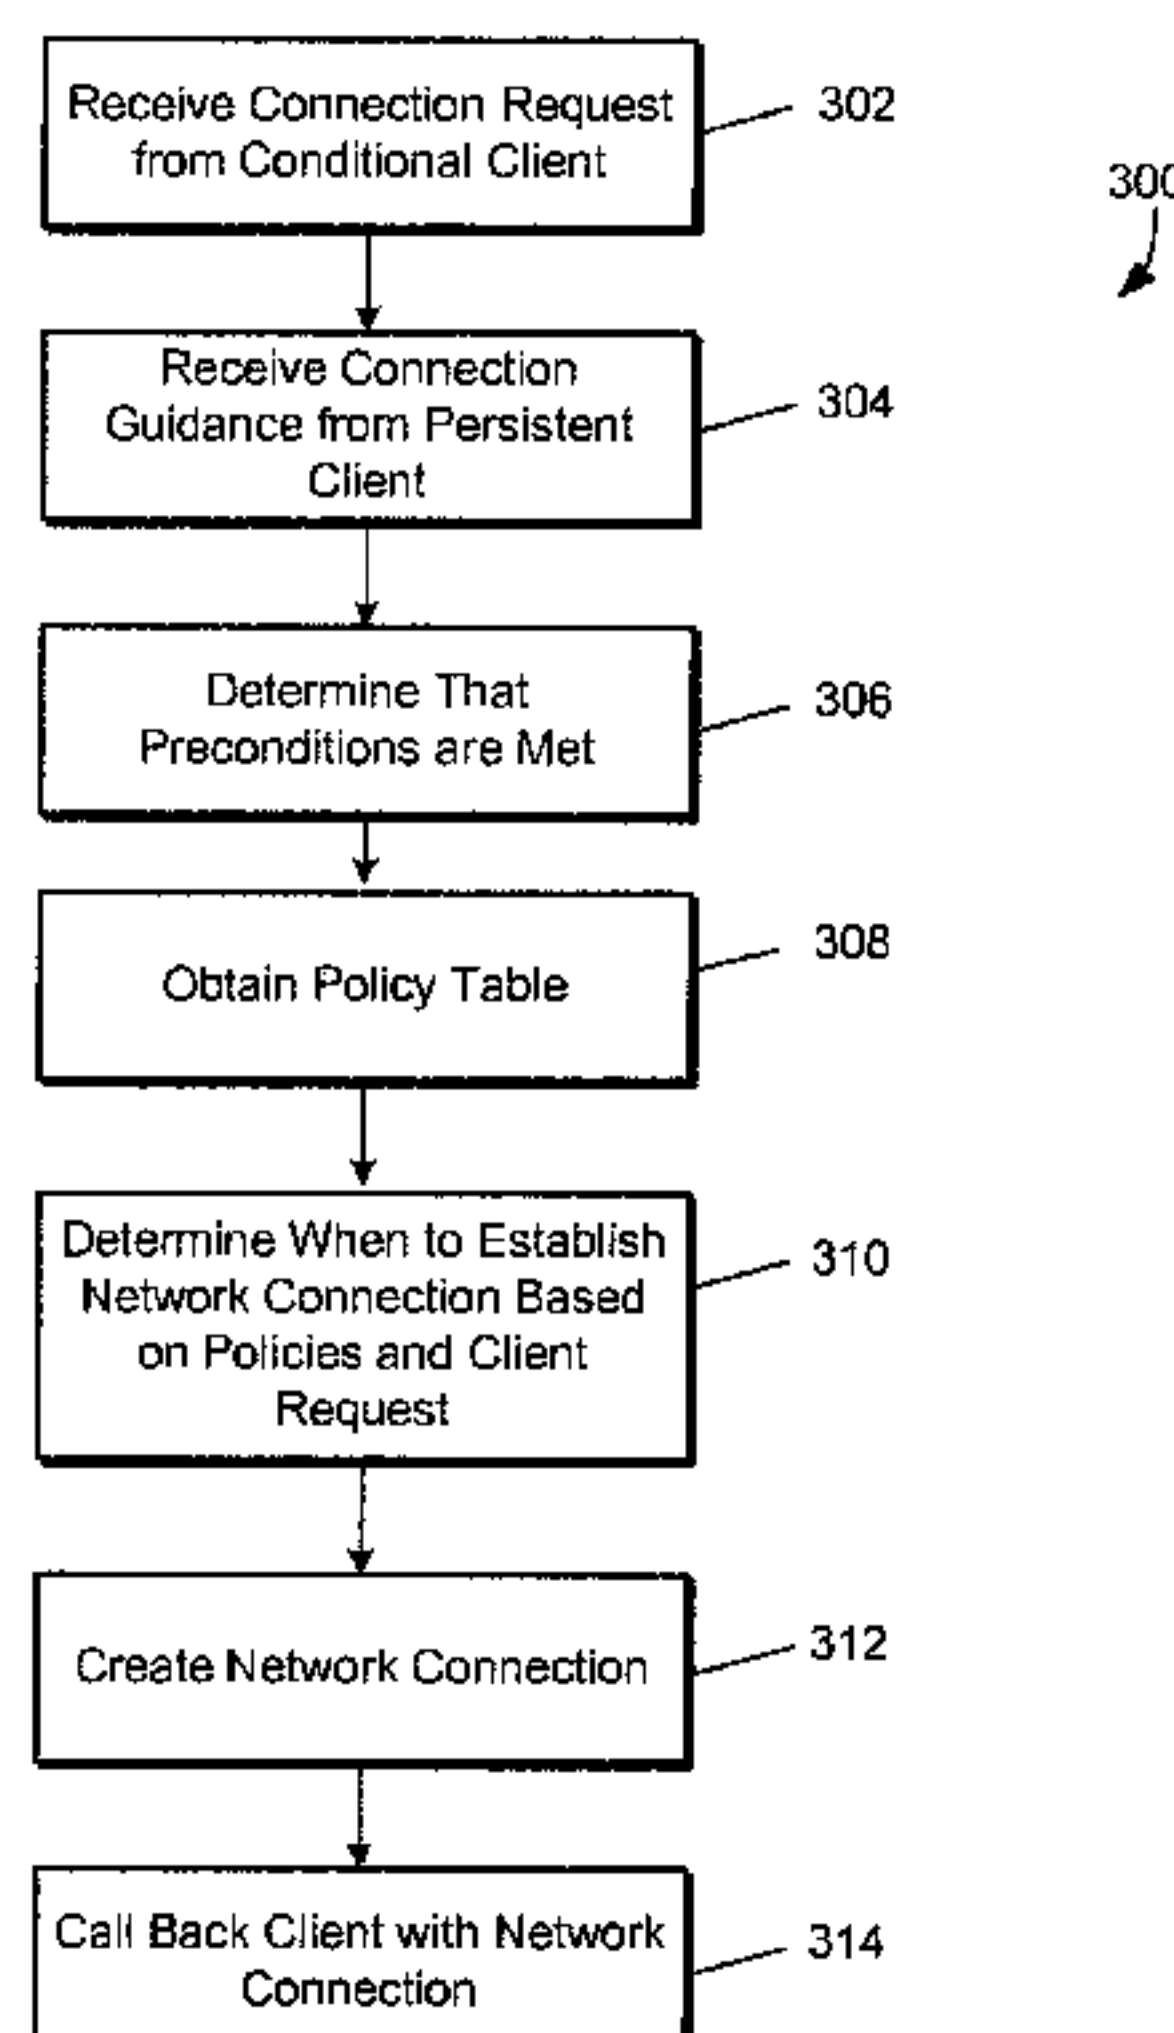 Receive Connection Request
from Conditional Client
302
300
Receive Connection
Guidance from Persistent
Client
304
Determine That
Preconditions are Met
306
Obtain Policy Table
308
Determine When to Establish
Network Connection Based
on Policies and Client
Request
310
Create Network Connection
312
Call Back Client with Network
Connection
314